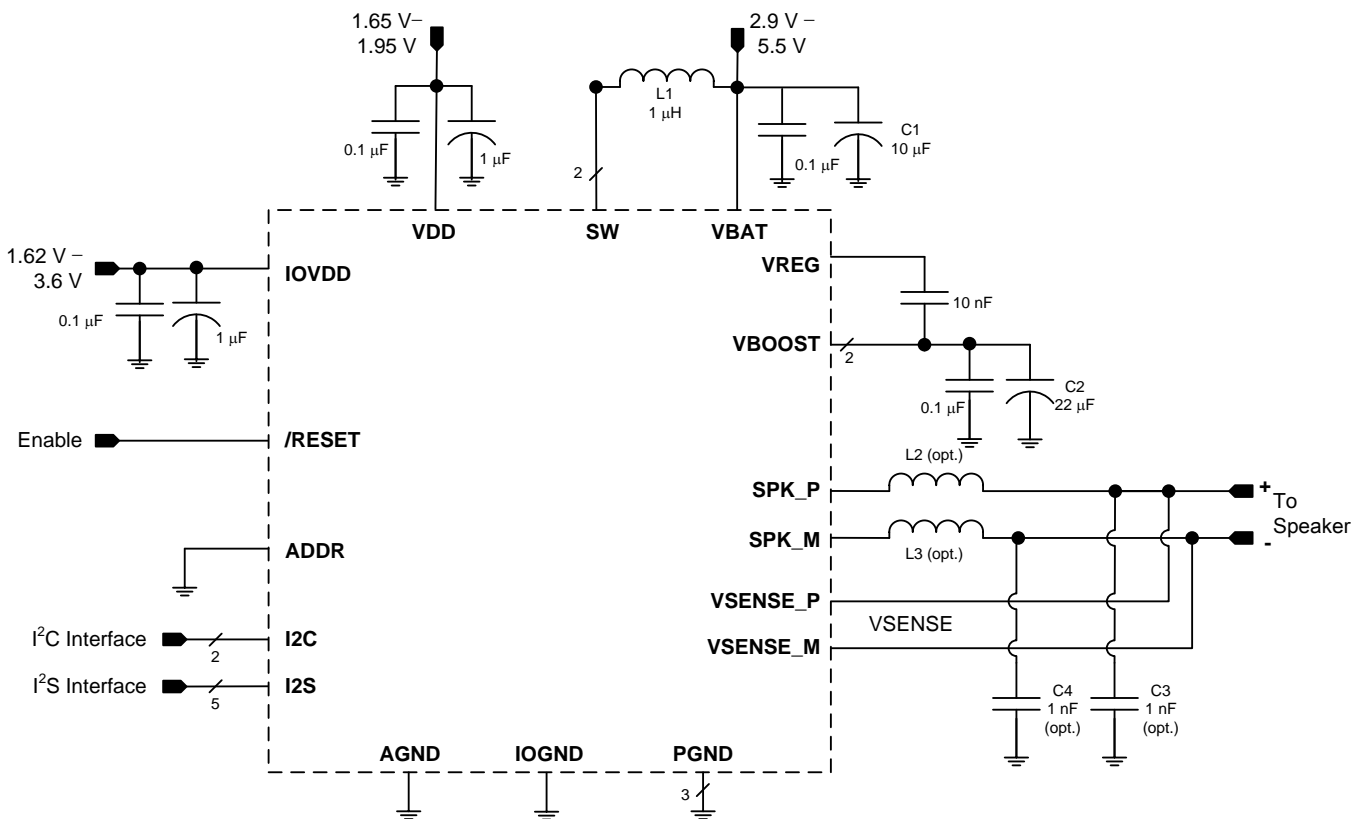 1.65 V–
1.95 V
2.9 V –
5.5 V
L1
1 μH
0.1 μF
1 μF
2
0.1 μF
C1
10 μF
VDD
SW
VBAT
1.62 V –
3.6 V
IOVDD
0.1 μF
1 μF
VREG
10 nF
VBOOST
2
0.1 μF
C2
22 μF
Enable
/RESET
L2 (opt.)
SPK_P
+
To
Speaker
-
SPK_M
L3 (opt.)
ADDR
VSENSE_P
VSENSE
VSENSE_M
I²C Interface
2
I2C
I²S Interface
5
I2S
C4
1 nF
(opt.)
C3
1 nF
(opt.)
AGND
IOGND
PGND
3